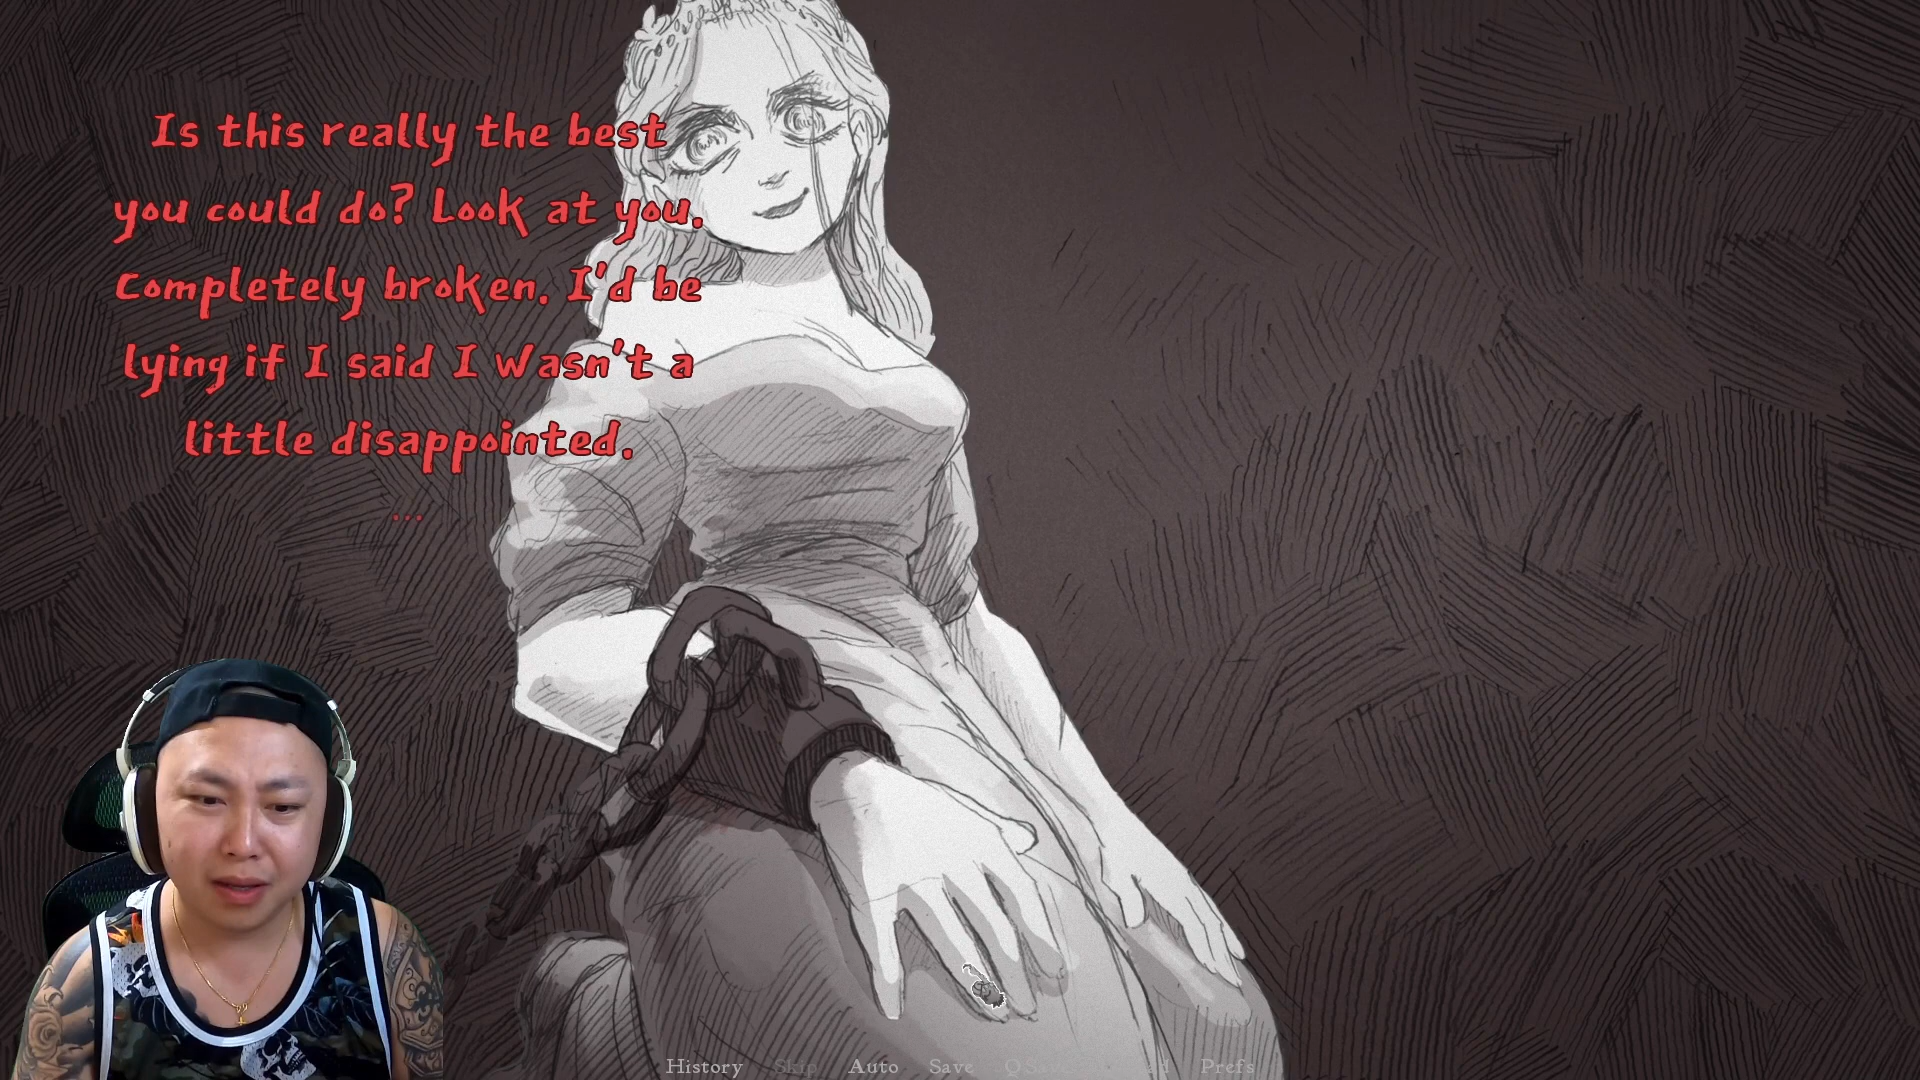 Is this really the best
you could do? Look at you.
Completely broken. I'd be
lying if I said I wasn't a
little disappointed.
...
History Skip Auto Save Prefs